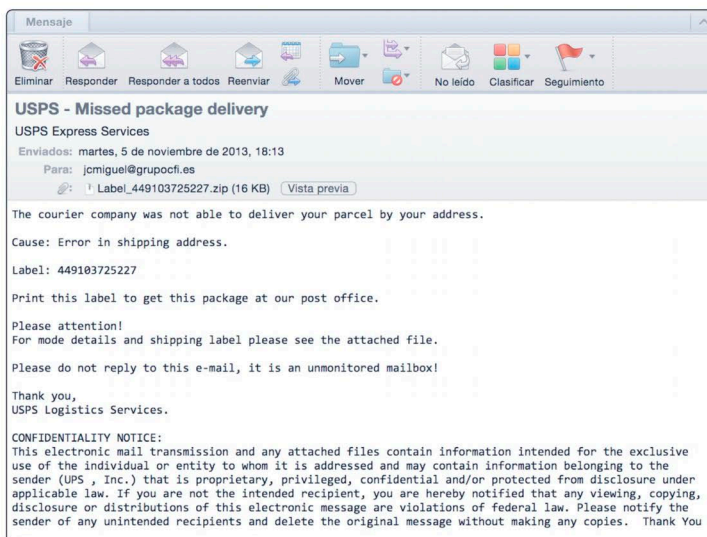 Mensaje
Eliminar Responder Responder a todos Reenviar Mover No leído Clasificar Seguimiento
USPS - Missed package delivery
USPS Express Services
Enviados: martes, 5 de noviembre de 2013, 18:13
Para: jcmiguel@grupocfi.es
Label_449103725227.zip (16 KB) Vista previa
The courier company was not able to deliver your parcel by your address.
Cause: Error in shipping address.
Label: 449103725227
Print this label to get this package at our post office.
Please attention!
For mode details and shipping label please see the attached file.
Please do not reply to this e-mail, it is an unmonitored mailbox!
Thank you,
USPS Logistics Services.
CONFIDENTIALITY NOTICE:
This electronic mail transmission and any attached files contain information intended for the exclusive
use of the individual or entity to whom it is addressed and may contain information belonging to the
sender (UPS , Inc.) that is proprietary, privileged, confidential and/or protected from disclosure under
applicable law. If you are not the intended recipient, you are hereby notified that any viewing, copying,
disclosure or distributions of this electronic message are violations of federal law. Please notify the
sender of any unintended recipients and delete the original message without making any copies.  Thank You